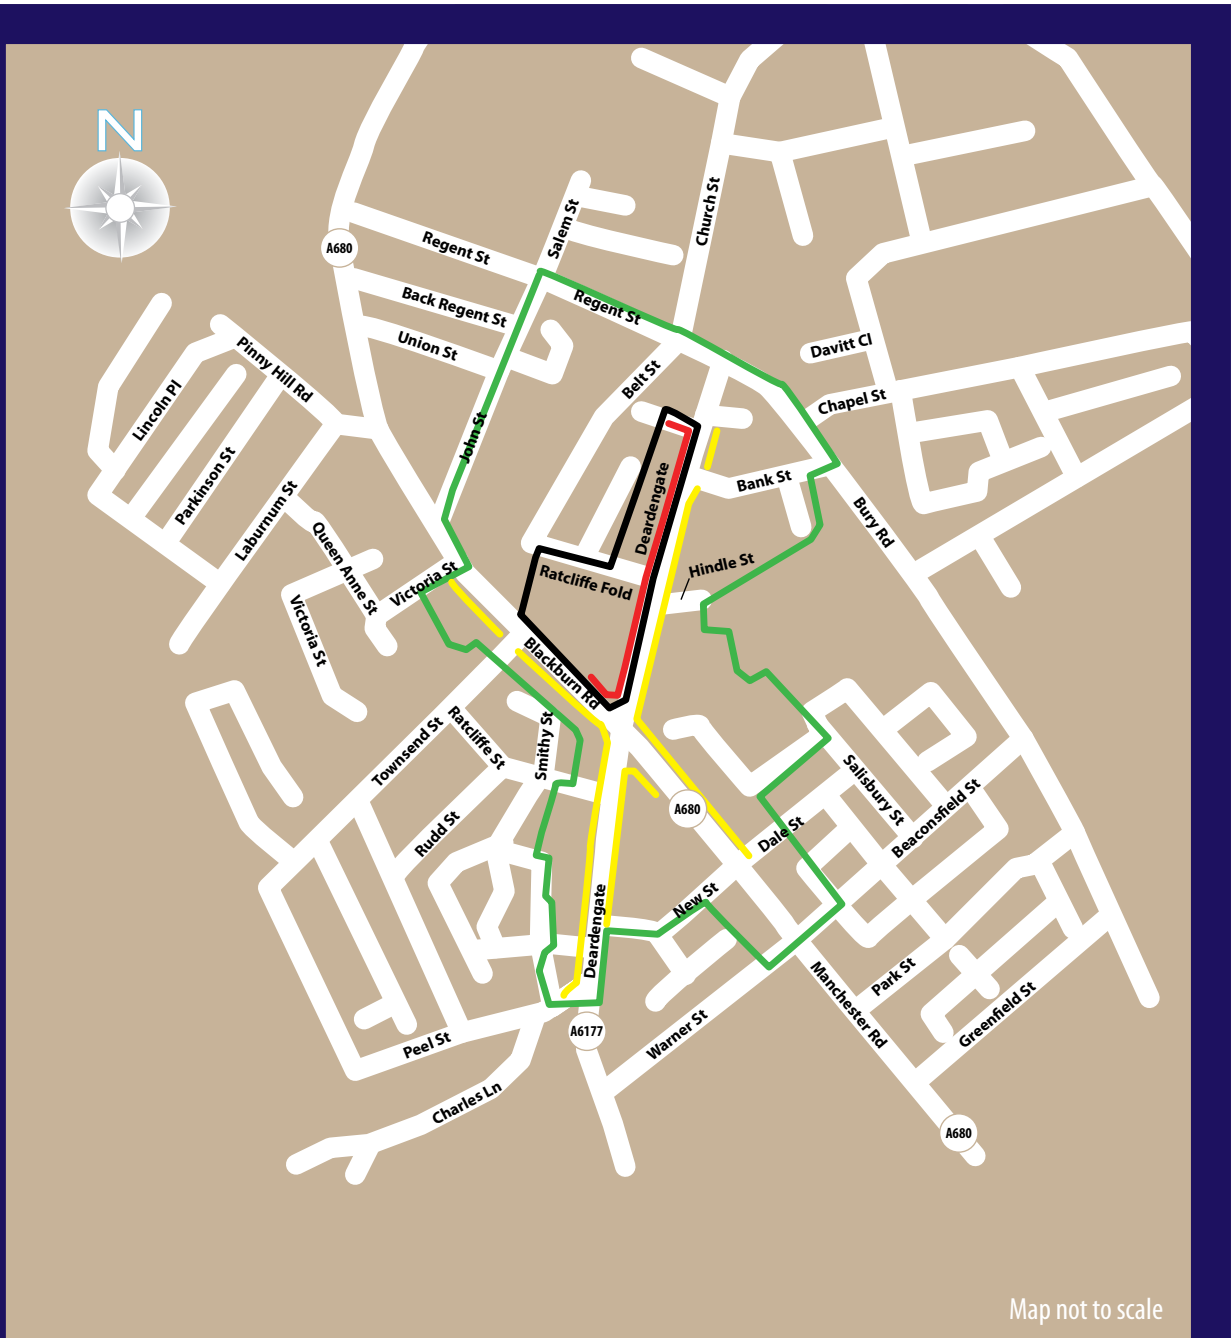 N
Church St
Salem St
A680
Regent St
Back Regent St
Regent St
Union St
Davitt Cl
Pinny Hill Rd
Belt St
Lincoln Pl
Chapel St
John St
Parkinson St
Bank St
Deardengate
Laburnum St
Bury Rd
Queen Anne St
Hindle St
Ratcliffe Fold
Victoria St
Victoria St
Blackburn Rd
Ratcliffe St
Smithy St
Townsend St
A680
Salisbury St
Rudd St
Dale St
Beaconsfield St
New St
Deardengate
Park St
Manchester Rd
Greenfield St
A6177
Peel St
Warner St
Charles Ln
A680
Map not to scale